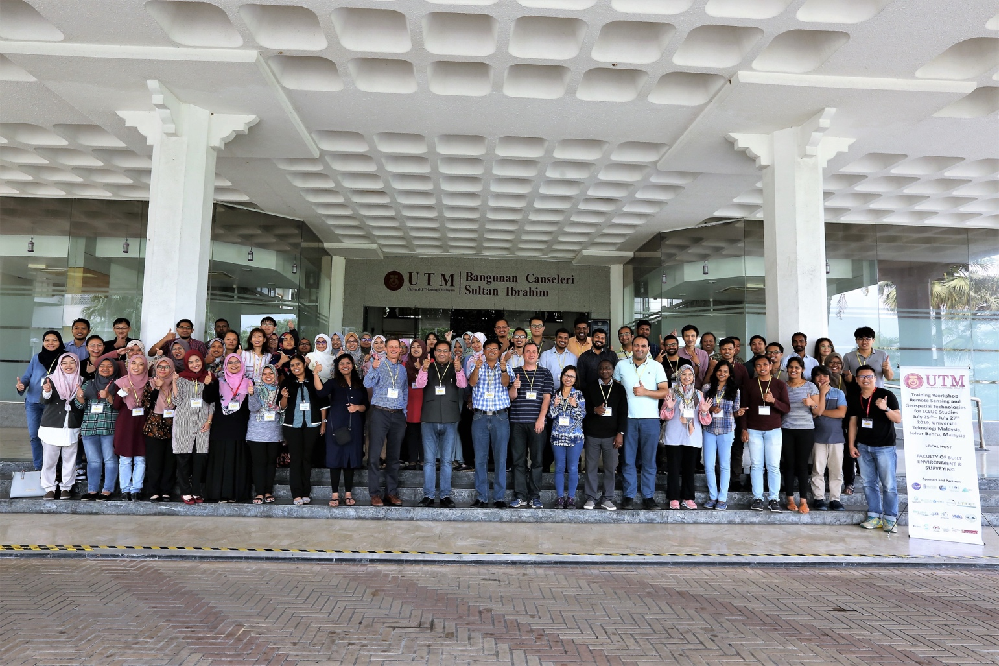 UTM
Universiti Teknologi Malaysia
Bangunan Canseleri
Sultan Ibrahim
UTM
Training Workshop
Remote Sensing and
Geospatial Technologies
for LCLUC Studies
July 25th – July 27th
2019, Universiti
Teknologi Malaysia,
Johor Bahru, Malaysia
LOCAL HOST
FACULTY OF BUILT
ENVIRONMENT &
SURVEYING
Sponsors and Partners